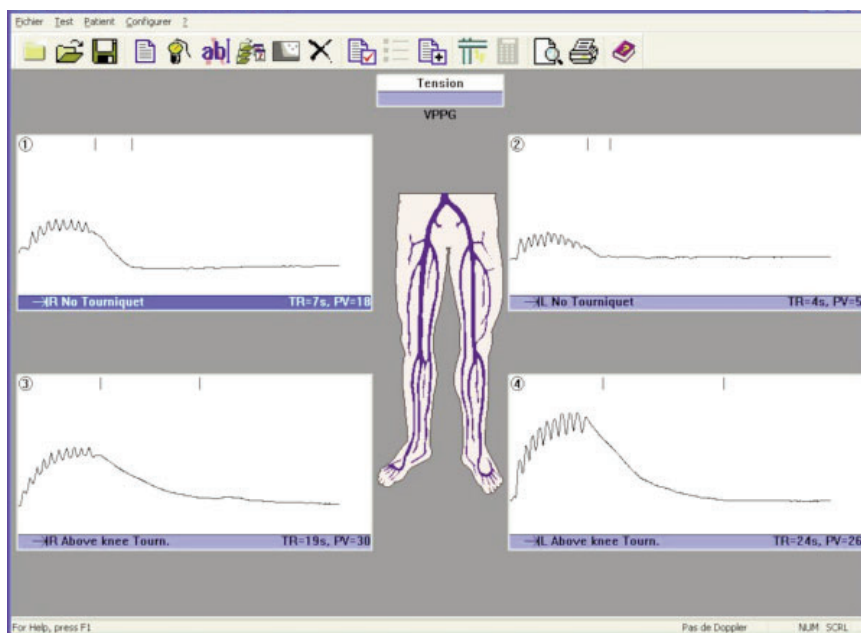 Fichier Test Patient Configurer ?
abl
12
Tension
VPPG
①
②
R No Tourniquet TR=7s, PV=18
L No Tourniquet TR=4s, PV=5
③
④
R Above knee Tourn. TR=19s, PV=30
L Above knee Tourn. TR=24s, PV=26
For Help, press F1 Pas de Doppler NUM SCRL